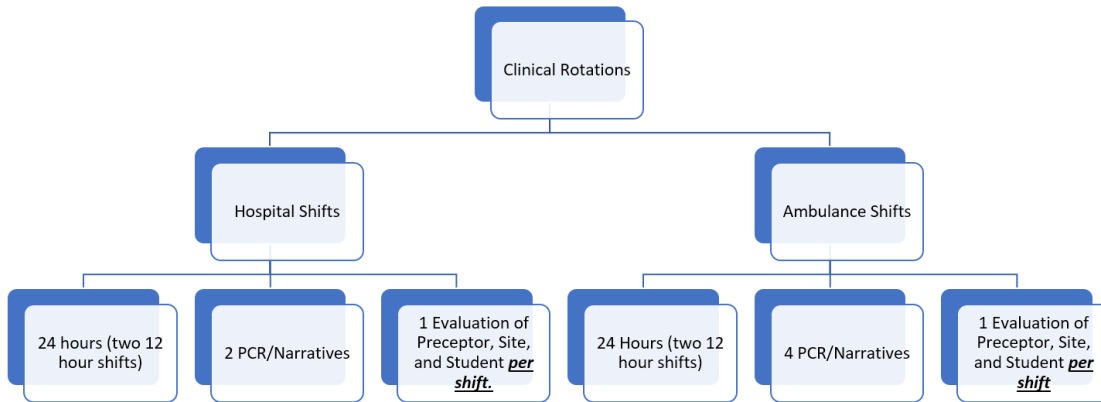 Clinical Rotations
Hospital Shifts
Ambulance Shifts
24 hours (two 12
hour shifts)
2 PCR/Narratives
1 Evaluation of
Preceptor, Site,
and Student per
shift.
24 Hours (two 12
hour shifts)
4 PCR/Narratives
1 Evaluation of
Preceptor, Site,
and Student per
shift